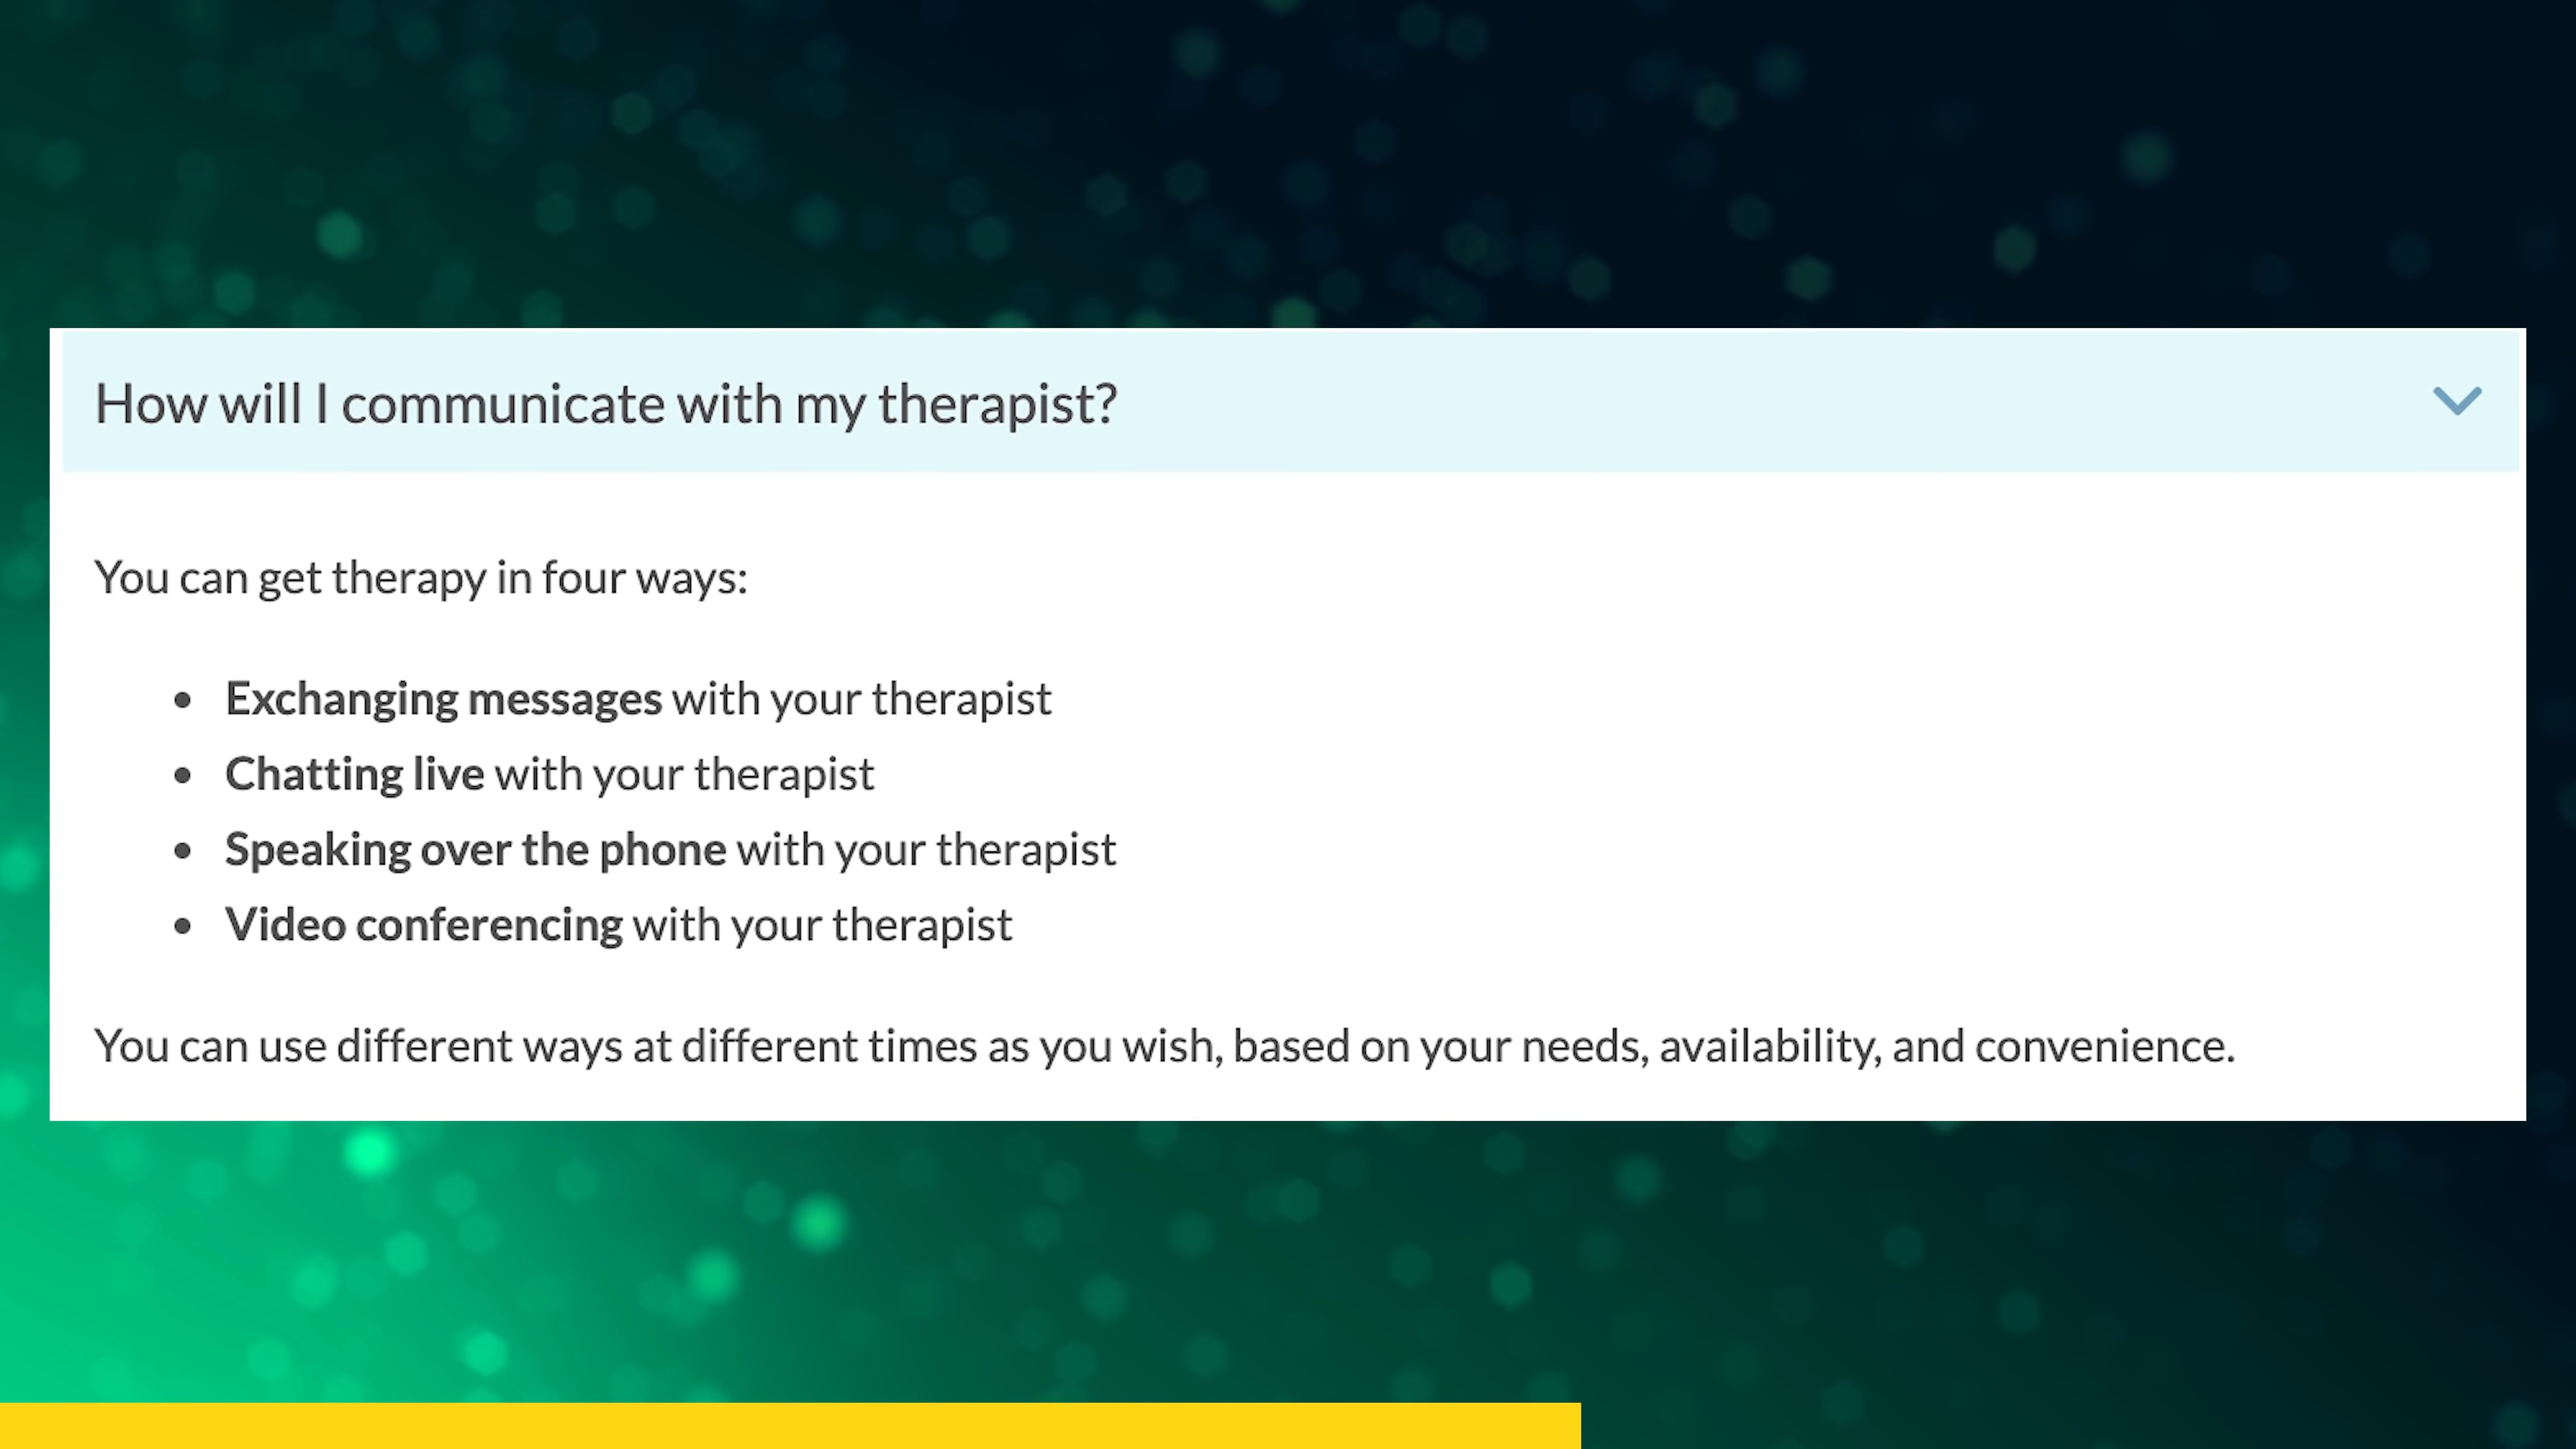 How will I communicate with my therapist?
You can get therapy in four ways:
• Exchanging messages with your therapist
• Chatting live with your therapist
• Speaking over the phone with your therapist
• Video conferencing with your therapist
You can use different ways at different times as you wish, based on your needs, availability, and convenience.